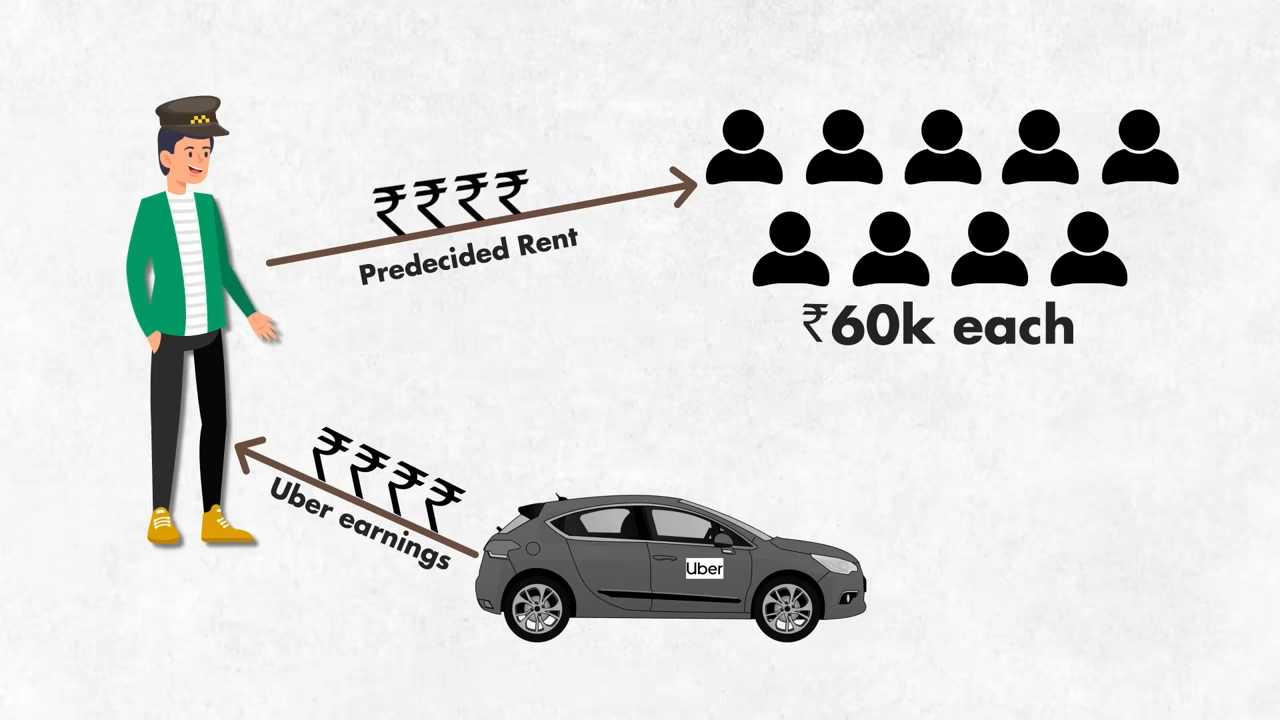 ₹₹₹₹
Predecided Rent
₹60k each
₹₹₹₹
Uber earnings
Uber